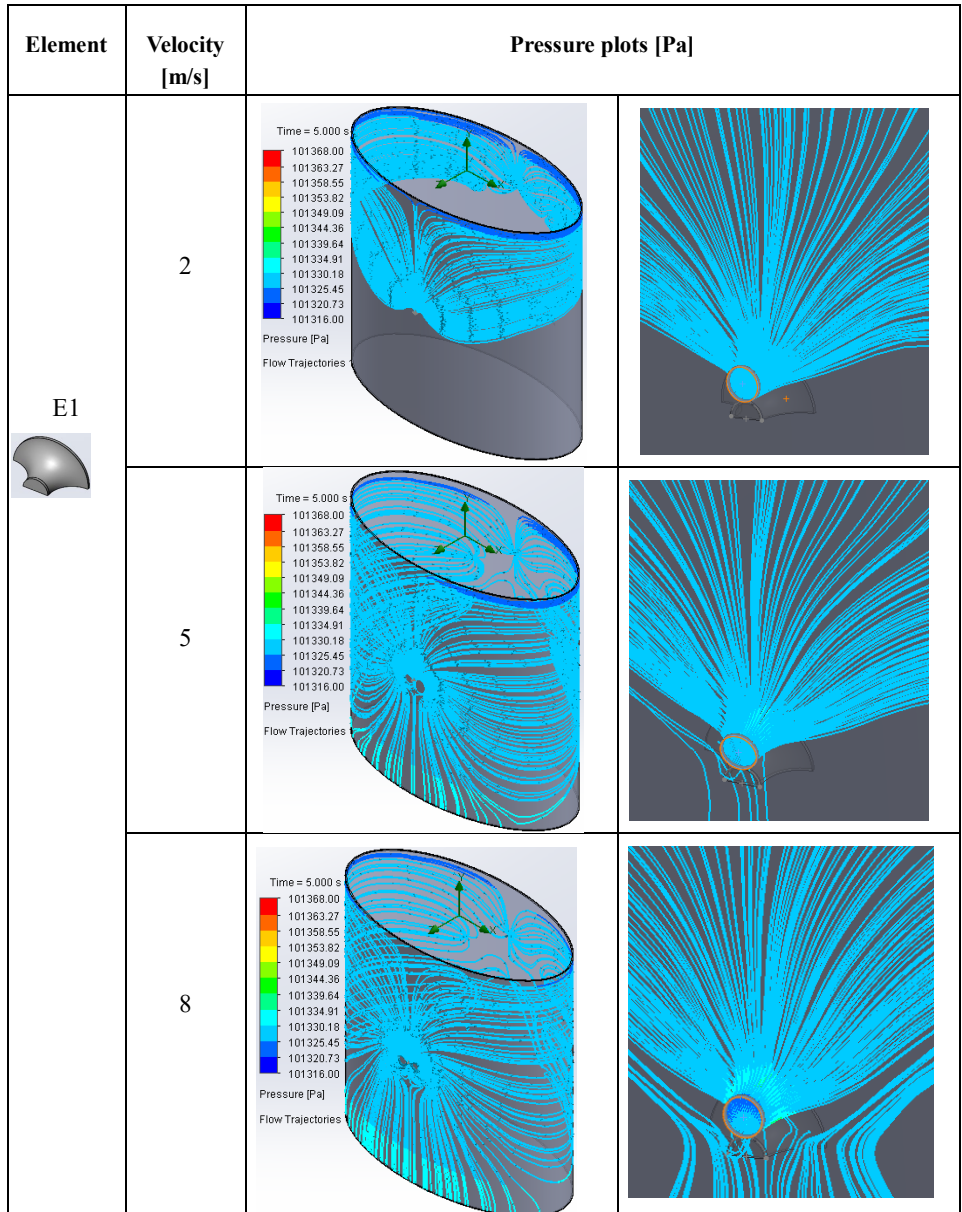 Element
Velocity
[m/s]
Pressure plots [Pa]
E1
2
Time = 5.000 s
101368.00
101363.27
101358.55
101353.82
101349.09
101344.36
101339.64
101334.91
101330.18
101325.45
101320.73
101316.00
Pressure [Pa]
Flow Trajectories
Y
5
Time = 5.000 s
101368.00
101363.27
101358.55
101353.82
101349.09
101344.36
101339.64
101334.91
101330.18
101325.45
101320.73
101316.00
Pressure [Pa]
Flow Trajectories
Y
X
8
Time = 5.000 s
101368.00
101363.27
101358.55
101353.82
101349.09
101344.36
101339.64
101334.91
101330.18
101325.45
101320.73
101316.00
Pressure [Pa]
Flow Trajectories
Y
X